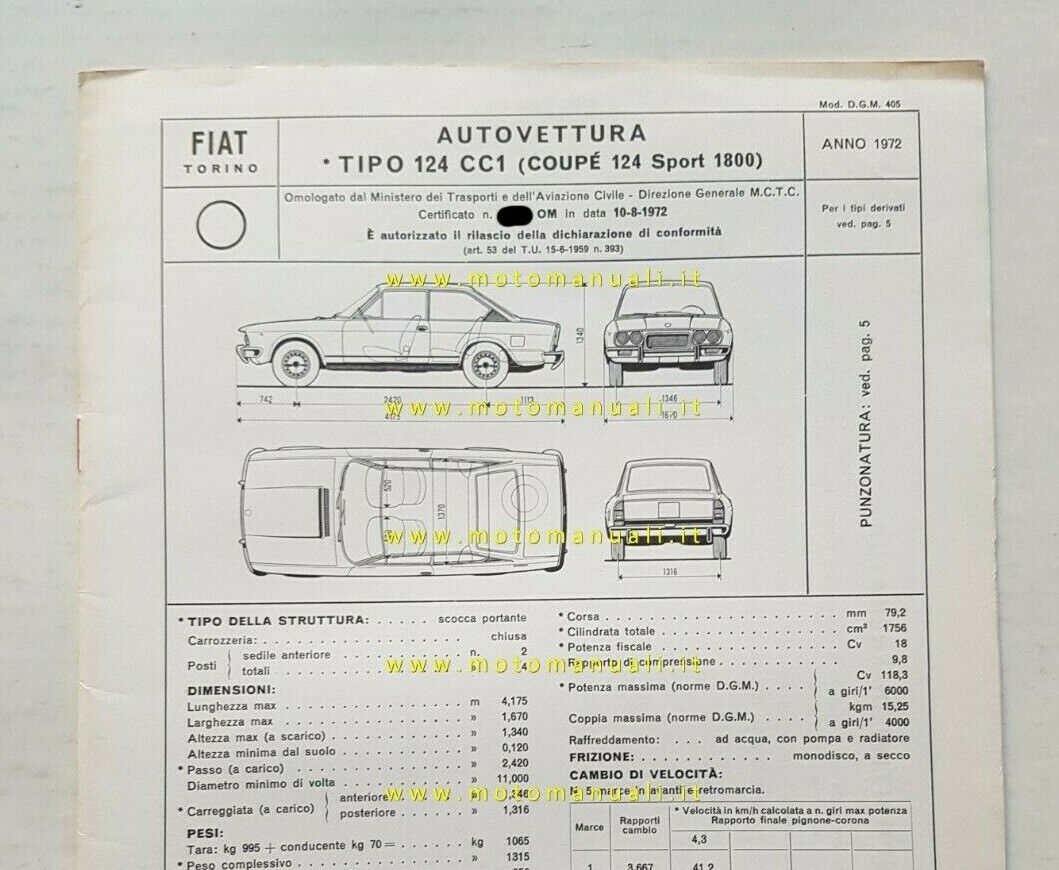 Mod. D.G.M. 405
FIAT
TORINO
AUTOVETTURA
* TIPO 124 CC1 (COUPÉ 124 Sport 1800)
ANNO 1972
Omologato dal Ministero dei Trasporti e dell'Aviazione Civile - Direzione Generale M.C.T.C.
Certificato n. OM in data 10-8-1972
È autorizzato il rilascio della dichiarazione di conformità
(art. 53 del T.U. 15-6-1959 n. 393)
Per i tipi derivati
ved. pag. 5
www.motomanuali.it
1340
742 2420 1113
1346
www.motomanuali.it
4175
1670
PUNZONATURA: ved. pag. 5
520
1370
www.motomanuali.it
1316
* TIPO DELLA STRUTTURA: . . . . . scocca portante
Carrozzeria: . . . . . . . . . . . . . . . . . . chiusa
Posti
sedile anteriore . . . . . . . . . . . n. 2
totali . . . . . . . . . . . . . . . . 4
www.motomanuali.it
DIMENSIONI:
Lunghezza max . . . . . . . . . . . . . . . . m 4,175
Larghezza max . . . . . . . . . . . . . . . . » 1,670
Altezza max (a scarico) . . . . . . . . . . . . » 1,340
Altezza minima dal suolo . . . . . . . . . . . » 0,120
* Passo (a carico) . . . . . . . . . . . . . . . » 2,420
Diametro minimo di volta . . . . . . . . . . . » 11,000
* Carreggiata (a carico)
anteriore . . . . . . . . 1,346
posteriore . . . . . . . » 1,316
www.motomanuali.it
PESI:
Tara: kg 995 + conducente kg 70 = . . . . . . . kg 1065
* Peso complessivo . . . . . . . . . . . . . . . » 1315
* Corsa . . . . . . . . . . . . . . . . . . . . mm 79,2
* Cilindrata totale . . . . . . . . . . . . . . . cm³ 1756
* Potenza fiscale . . . . . . . . . . . . . . . . Cv 18
Rapporto di compressione . . . . . . . . . . . . 9,8
* Potenza massima (norme D.G.M.) . . . .
Cv 118,3
a giri/1' 6000
Coppia massima (norme D.G.M.) . . . .
kgm 15,25
a giri/1' 4000
Raffreddamento: . . . ad acqua, con pompa e radiatore
FRIZIONE: . . . . . . . . . . . . monodisco, a secco
CAMBIO DI VELOCITÀ:
N. 5 marce in avanti e retromarcia.
Marce
Rapporti
cambio
* Velocità in km/h calcolata a n. giri max potenza
Rapporto finale pignone-corona
4,3
1 3,667 41,2